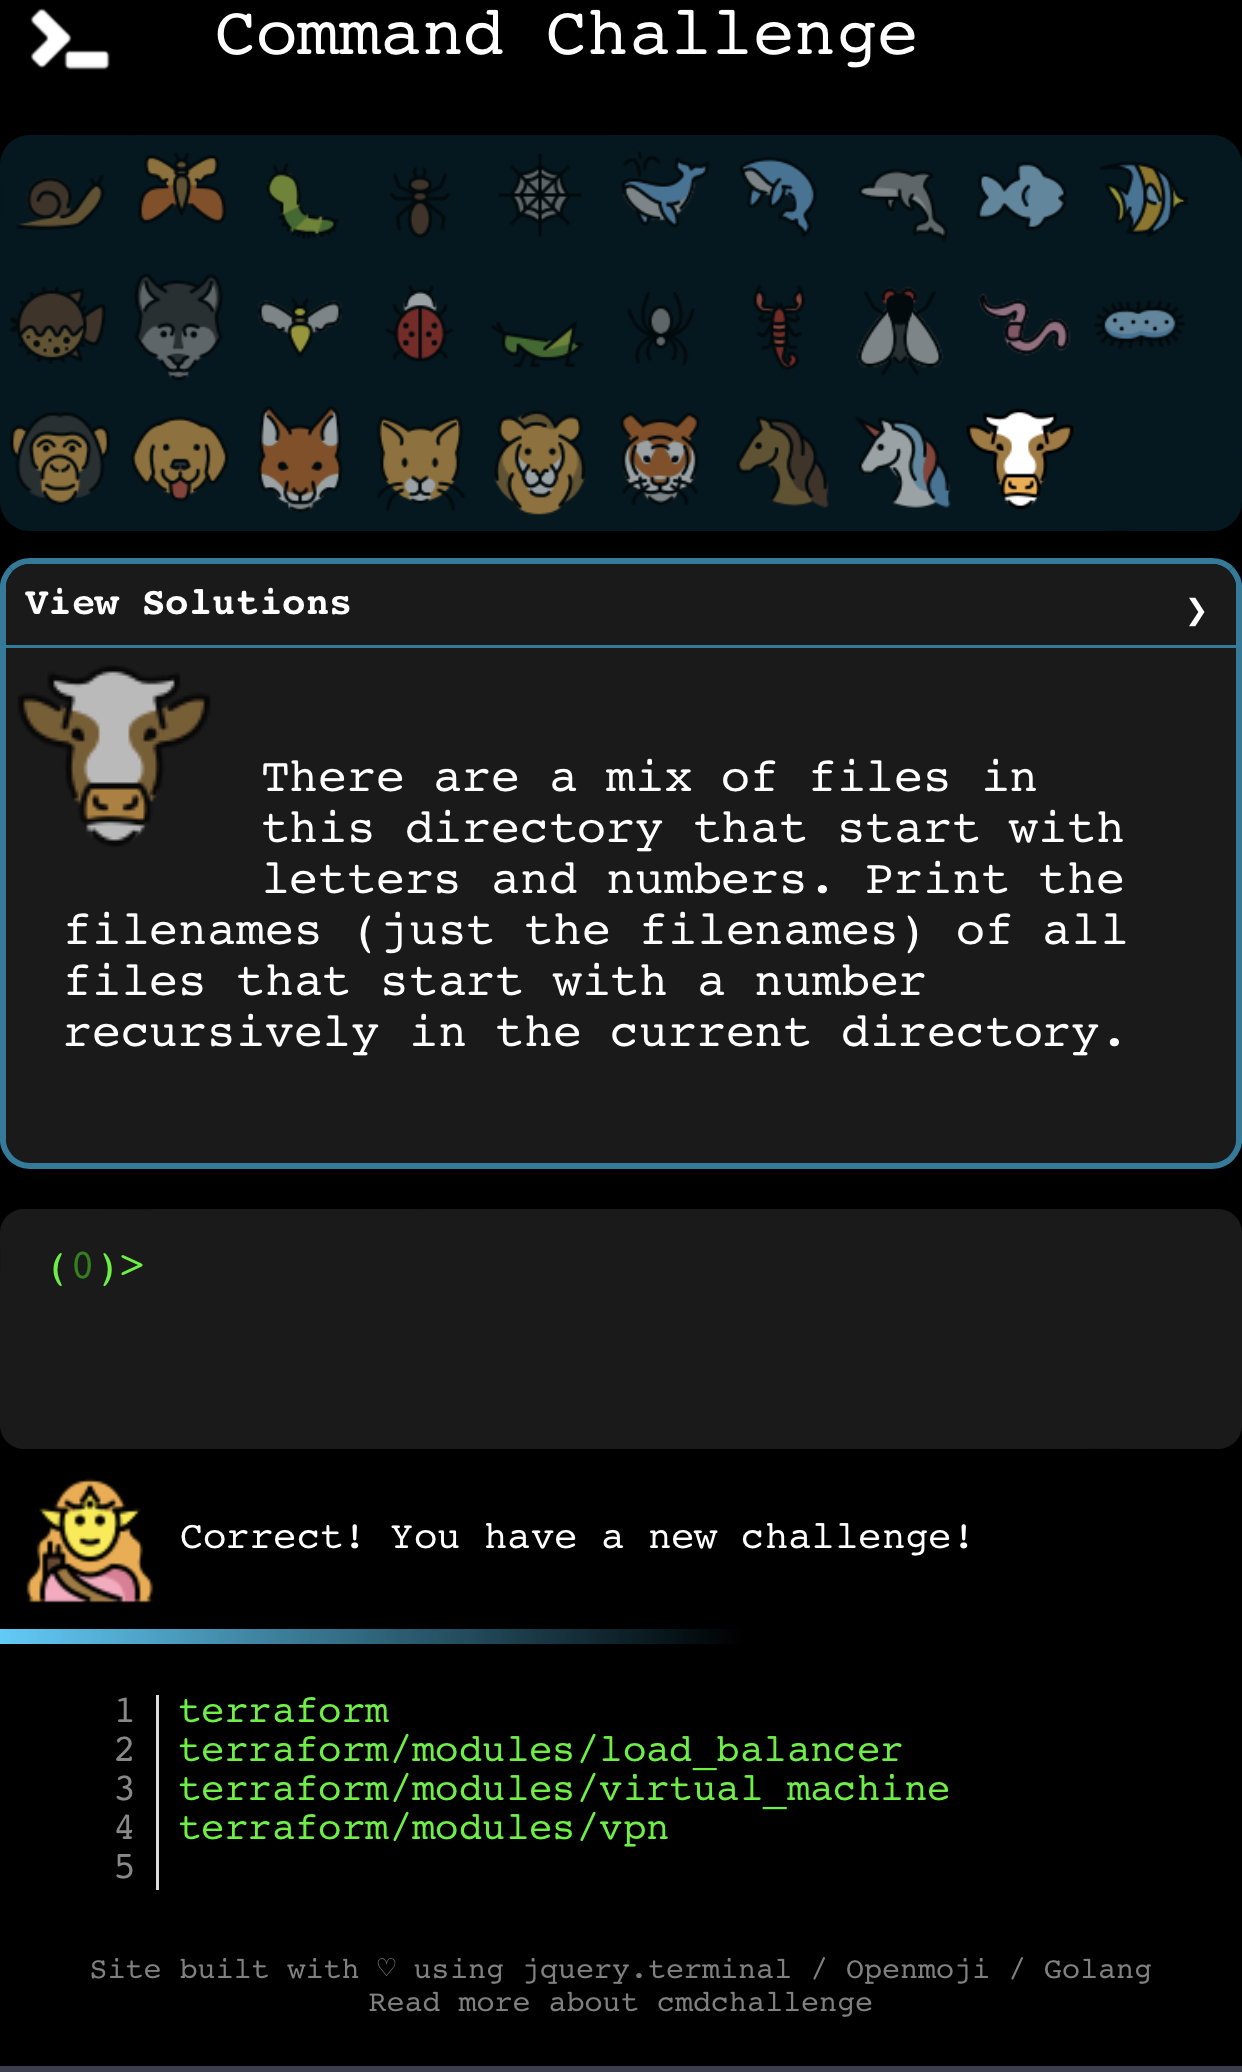 Command Challenge
View Solutions ❯
There are a mix of files in
this directory that start with
letters and numbers. Print the
filenames (just the filenames) of all
files that start with a number
recursively in the current directory.
(0)>
Correct! You have a new challenge!
1 terraform
2 terraform/modules/load_balancer
3 terraform/modules/virtual_machine
4 terraform/modules/vpn
5
Site built with ♡ using jquery.terminal / Openmoji / Golang
Read more about cmdchallenge